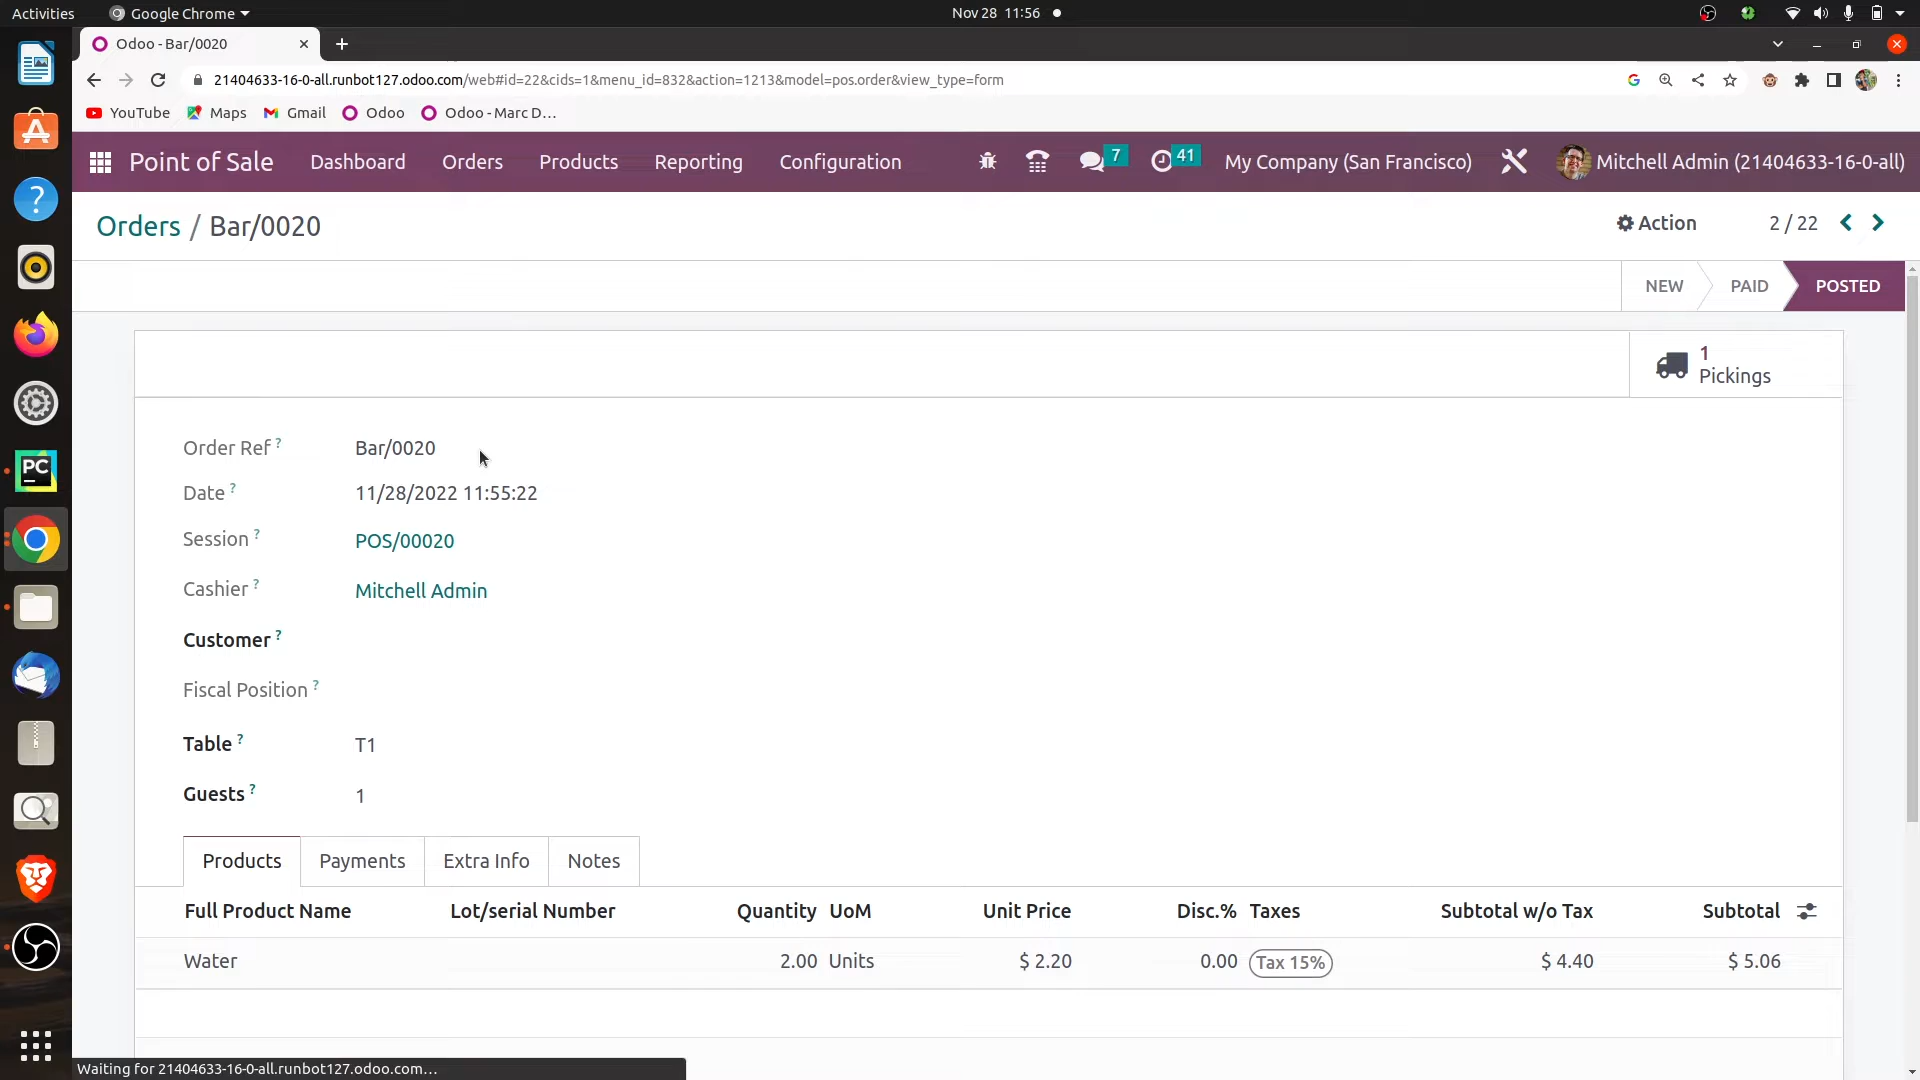 Activities
Google Chrome
Nov 28 11:56
Odoo - Bar/0020
21404633-16-0-all.runbot127.odoo.com/web#id=22&cids=1&menu_id=832&action=1213&model=pos.order&view_type=form
YouTube
Maps
Gmail
Odoo
Odoo - Marc D...
Point of Sale
Dashboard
Orders
Products
Reporting
Configuration
7
41
My Company (San Francisco)
Mitchell Admin (21404633-16-0-all)
Orders / Bar/0020
Action
2 / 22
NEW
PAID
POSTED
1
Pickings
Order Ref ? Bar/0020
Date ? 11/28/2022 11:55:22
Session ? POS/00020
Cashier ? Mitchell Admin
Customer ?
Fiscal Position ?
Table ? T1
Guests ? 1
Products
Payments
Extra Info
Notes
Full Product Name Lot/serial Number Quantity UoM Unit Price Disc.% Taxes Subtotal w/o Tax Subtotal
Water 2.00 Units $ 2.20 0.00 Tax 15% $ 4.40 $ 5.06
Waiting for 21404633-16-0-all.runbot127.odoo.com...
PC